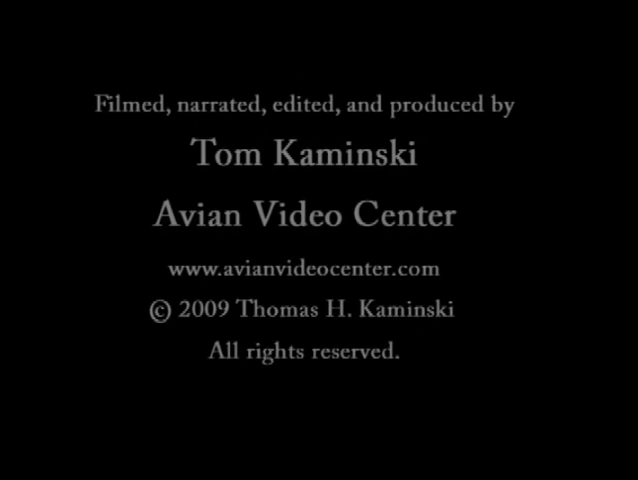 Filmed, narrated, edited, and produced by
Tom Kaminski
Avian Video Center
www.avianvideocenter.com
© 2009 Thomas H. Kaminski
All rights reserved.